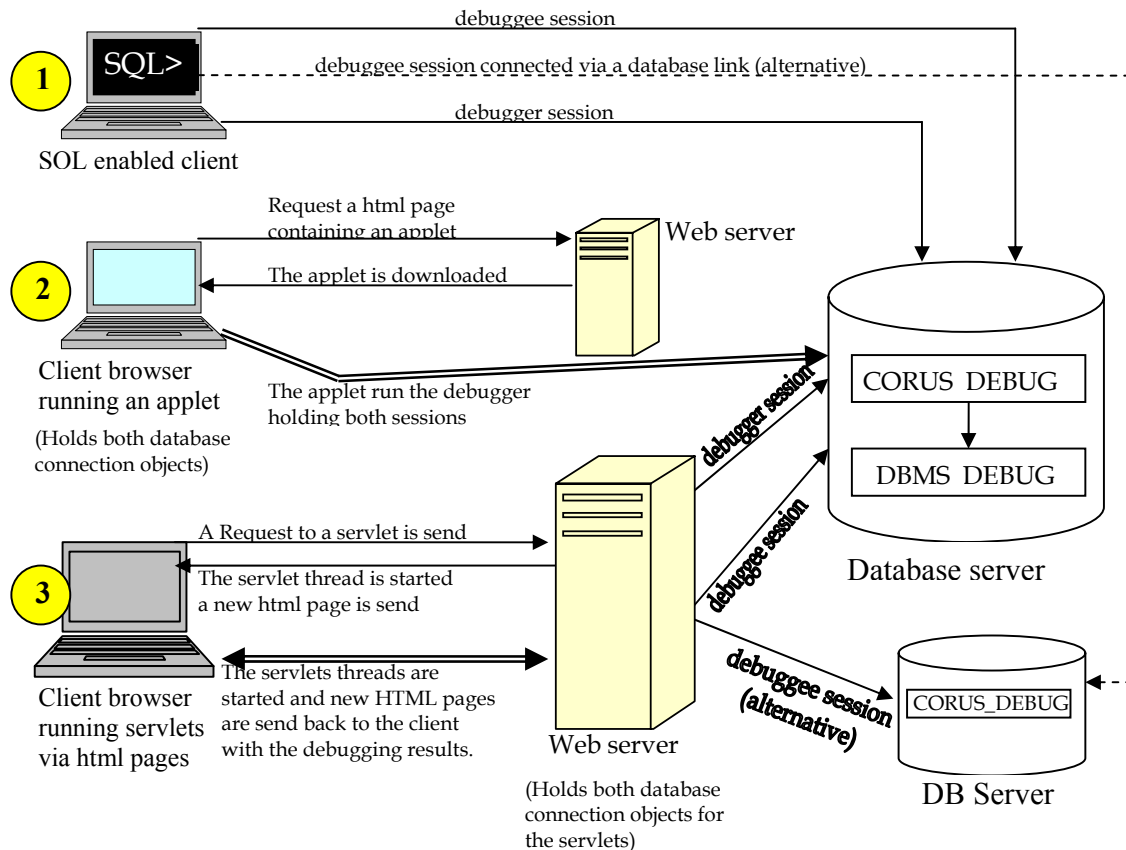 debuggee session
1
SQL>
debuggee session connected via a database link (alternative)
debugger session
SOL enabled client
Request a html page
containing an applet
Web server
2
The applet is downloaded
Client browser
running an applet
(Holds both database
connection objects)
The applet run the debugger
holding both sessions
CORUS DEBUG
DBMS DEBUG
Database server
debugger session
debuggee session
3
A Request to a servlet is send
The servlet thread is started
a new html page is send
Client browser
running servlets
via html pages
The servlets threads are
started and new HTML pages
are send back to the client
with the debugging results.
Web server
(Holds both database
connection objects for
the servlets)
debuggee session
(alternative)
CORUS_DEBUG
DB Server